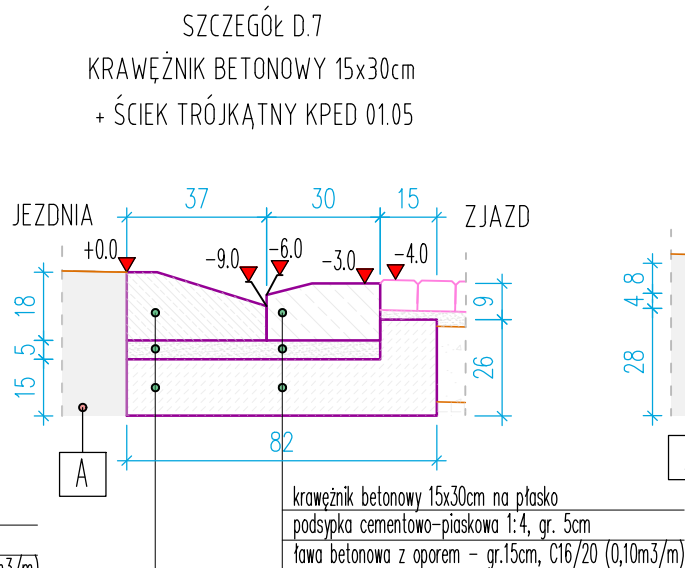 SZCZEGÓŁ D.7
KRAWĘŻNIK BETONOWY 15x30cm
+ ŚCIEK TRÓJKĄTNY KPED 01.05
37
30
15
JEZDNIA
ZJAZD
+0.0
-9.0
-6.0
-3.0
-4.0
18
5
15
9
26
8
4
28
82
A
krawężnik betonowy 15x30cm na płasko
podsypka cementowo-piaskowa 1:4, gr. 5cm
ława betonowa z oporem - gr.15cm, C16/20 (0,10m3/m)
m3/m)